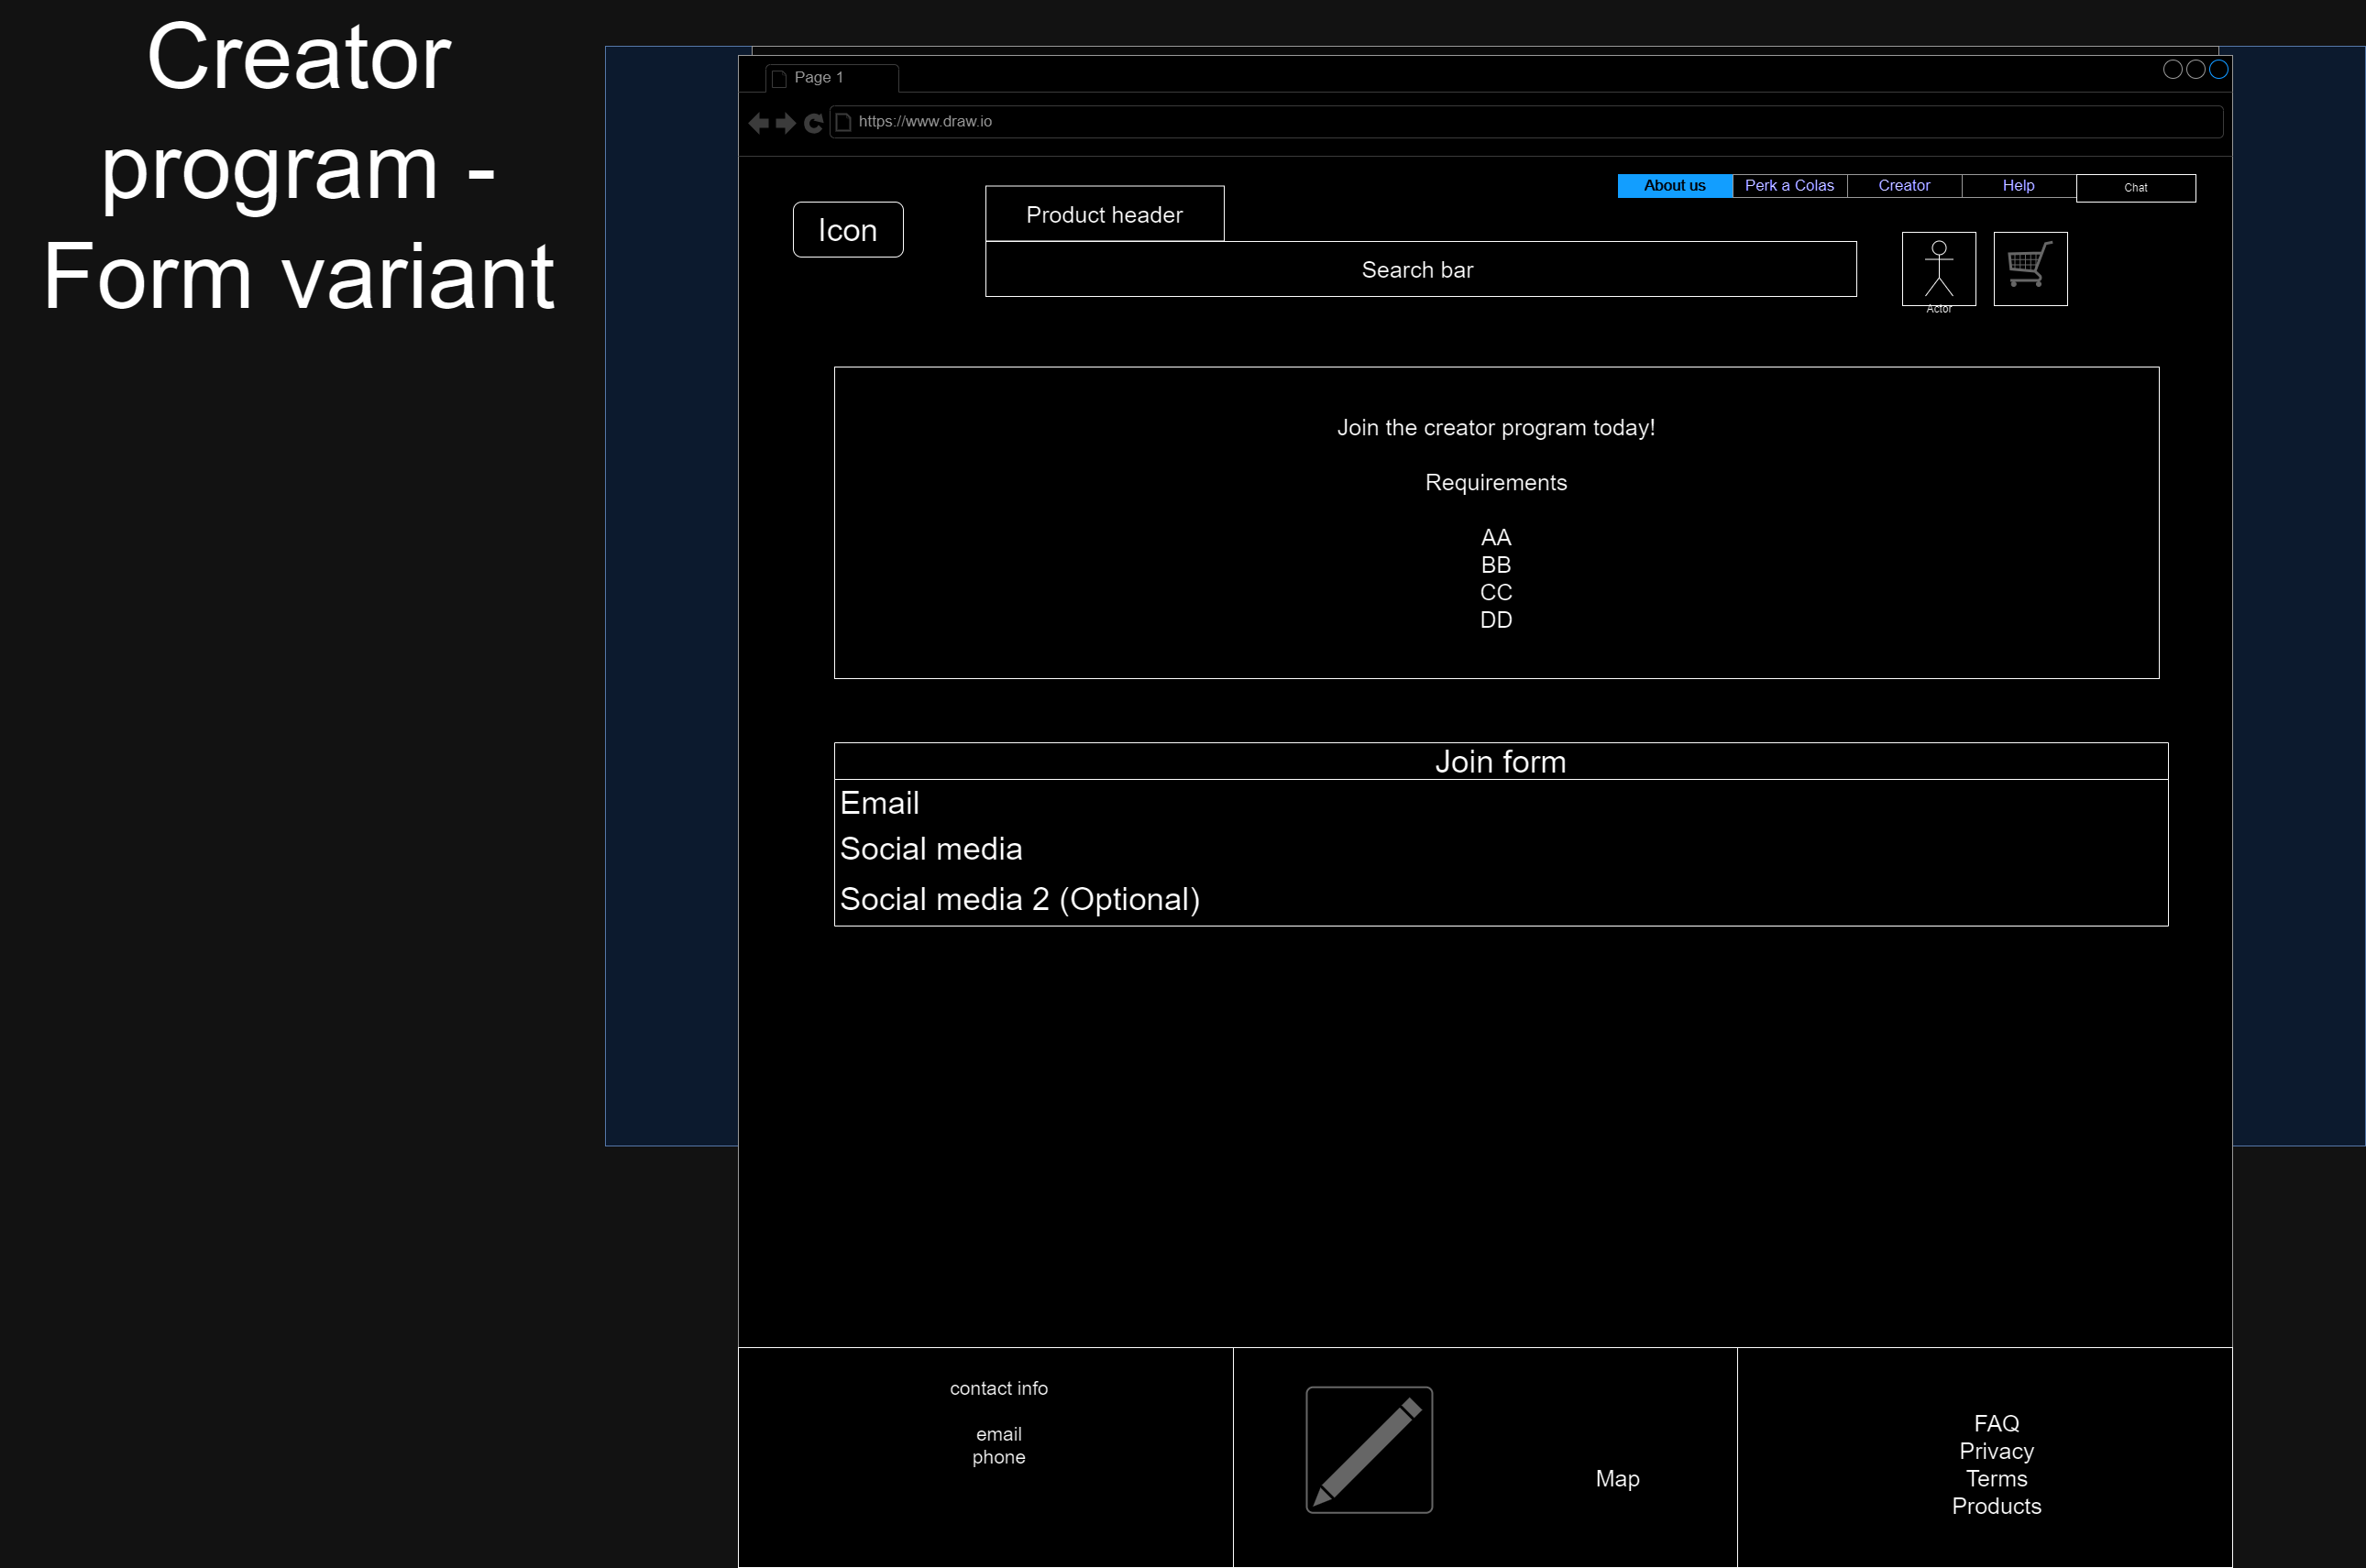 Creator
program -
Form variant
Page 1
https://www.draw.io
About us
Perk a Colas
Creator
Help
Chat
Product header
Icon
Search bar
Actor
Join the creator program today!
Requirements
AA
BB
CC
DD
Join form
Email
Social media
Social media 2 (Optional)
contact info
email
phone
Map
FAQ
Privacy
Terms
Products